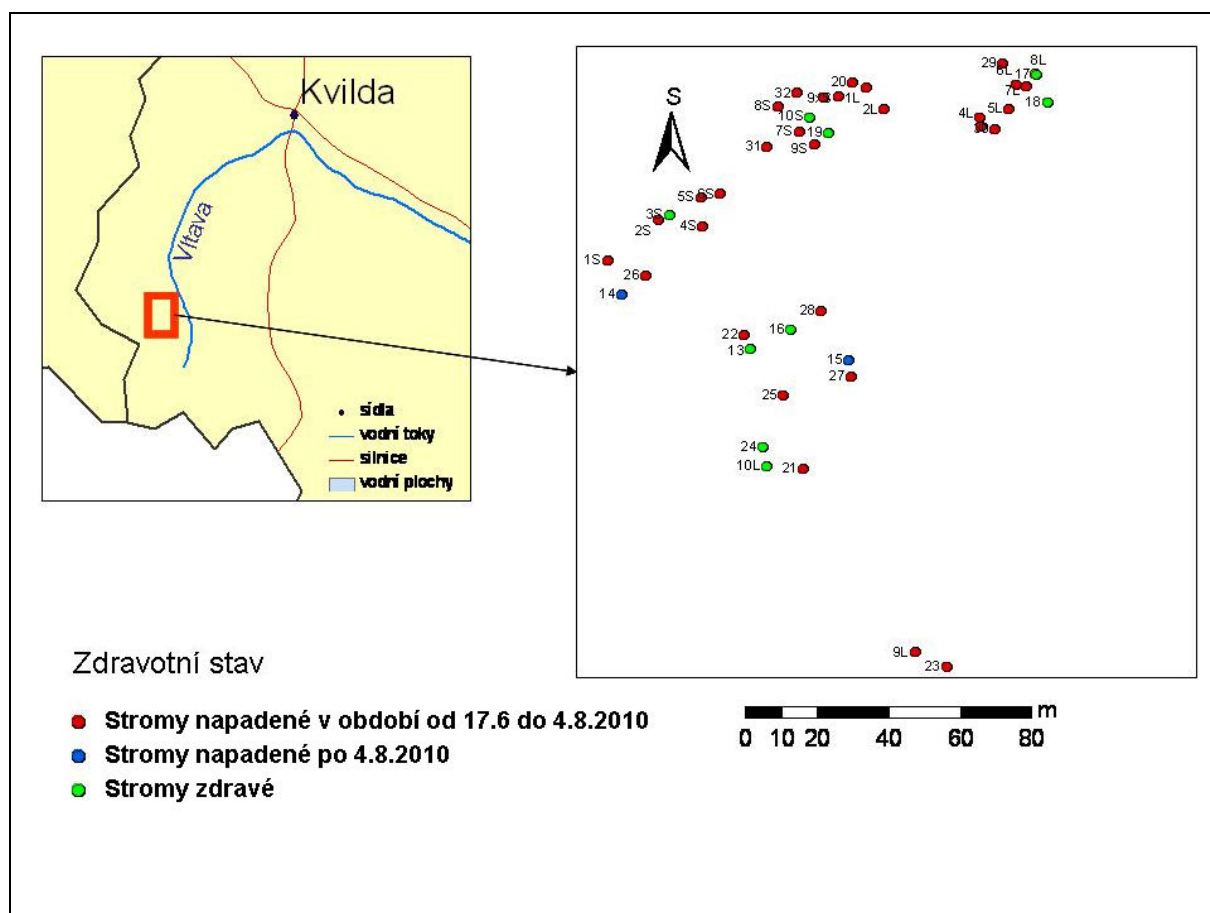 Kvilda
Vltava
sídla
vodní toky
silnice
vodní plochy
S
29
8L
6L
17
7L
18
5L
4L
20
32
1L
2L
8S
10S
7S
19
9S
31
5S
3S
2S
4S
1S
26
14
28
16
22
13
15
27
25
24
10L
21
9L
23
Zdravotní stav
Stromy napadené v období od 17.6 do 4.8.2010
Stromy napadené po 4.8.2010
Stromy zdravé
m
0 10 20 40 60 80